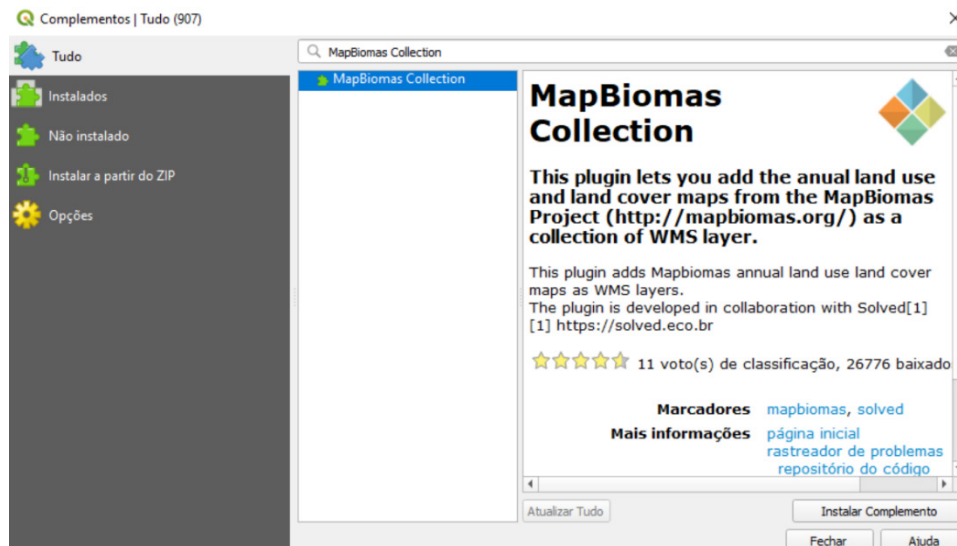 Complementos | Tudo (907)
Tudo
Instalados
Não instalado
Instalar a partir do ZIP
Opções
MapBiomas Collection
MapBiomas Collection
MapBiomas
Collection
This plugin lets you add the anual land use
and land cover maps from the MapBiomas
Project (http://mapbiomas.org/) as a
collection of WMS layer.
This plugin adds Mapbiomas annual land use land cover
maps as WMS layers.
The plugin is developed in collaboration with Solved[1]
[1] https://solved.eco.br
11 voto(s) de classificação, 26776 baixado
Marcadores mapbiomas, solved
Mais informações página inicial
rastreador de problemas
repositório do código
Atualizar Tudo
Instalar Complemento
Fechar
Ajuda